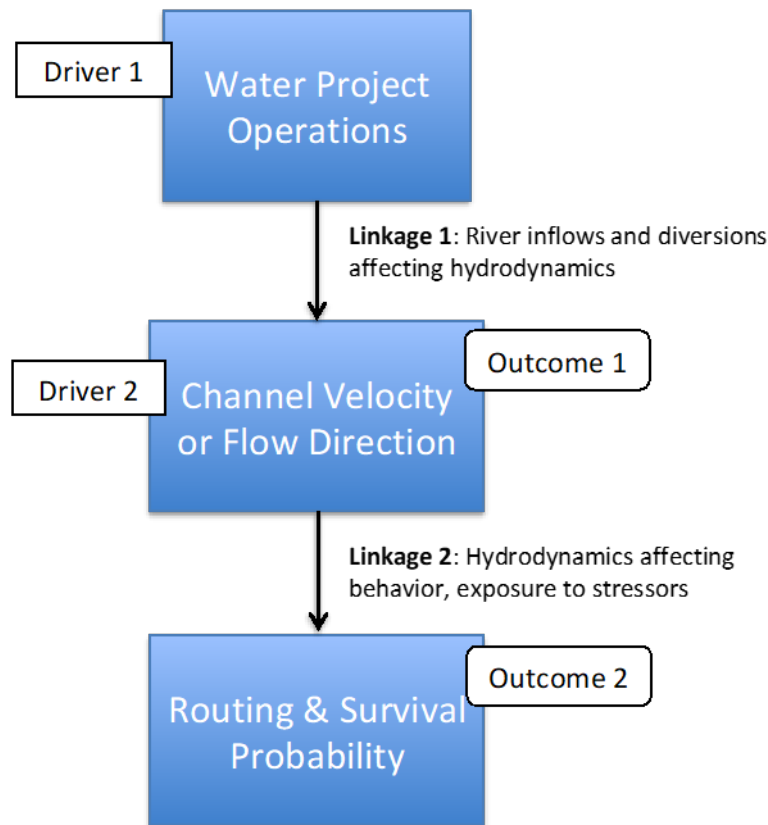 Driver 1
Water Project
Operations
Linkage 1: River inflows and diversions
affecting hydrodynamics
Outcome 1
Driver 2
Channel Velocity
or Flow Direction
Linkage 2: Hydrodynamics affecting
behavior, exposure to stressors
Outcome 2
Routing & Survival
Probability